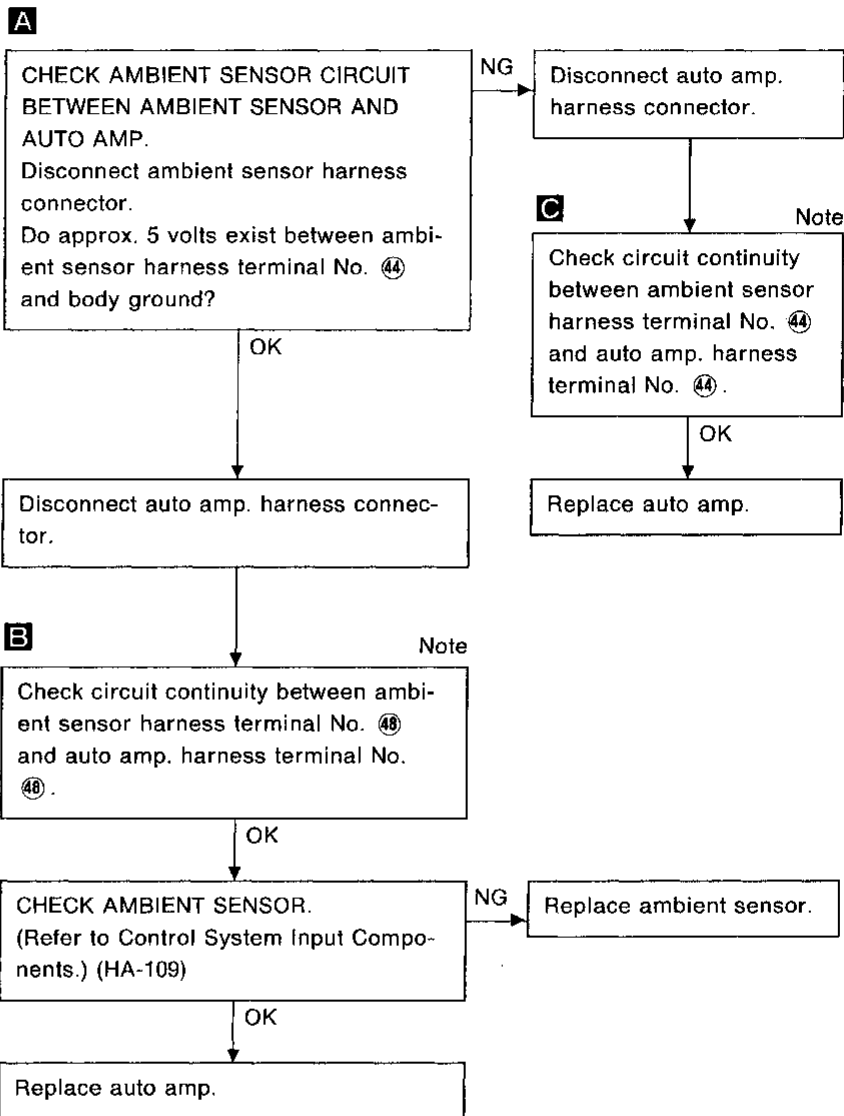 A
CHECK AMBIENT SENSOR CIRCUIT
BETWEEN AMBIENT SENSOR AND
AUTO AMP.
Disconnect ambient sensor harness
connector.
Do approx. 5 volts exist between ambi-
ent sensor harness terminal No. ㊹
and body ground?
NG
Disconnect auto amp.
harness connector.
C
Note
Check circuit continuity
between ambient sensor
harness terminal No. ㊹
and auto amp. harness
terminal No. ㊹.
OK
Replace auto amp.
OK
Disconnect auto amp. harness connec-
tor.
B
Note
Check circuit continuity between ambi-
ent sensor harness terminal No. ㊽
and auto amp. harness terminal No.
㊽.
OK
CHECK AMBIENT SENSOR.
(Refer to Control System Input Compo-
nents.) (HA-109)
NG
Replace ambient sensor.
OK
Replace auto amp.